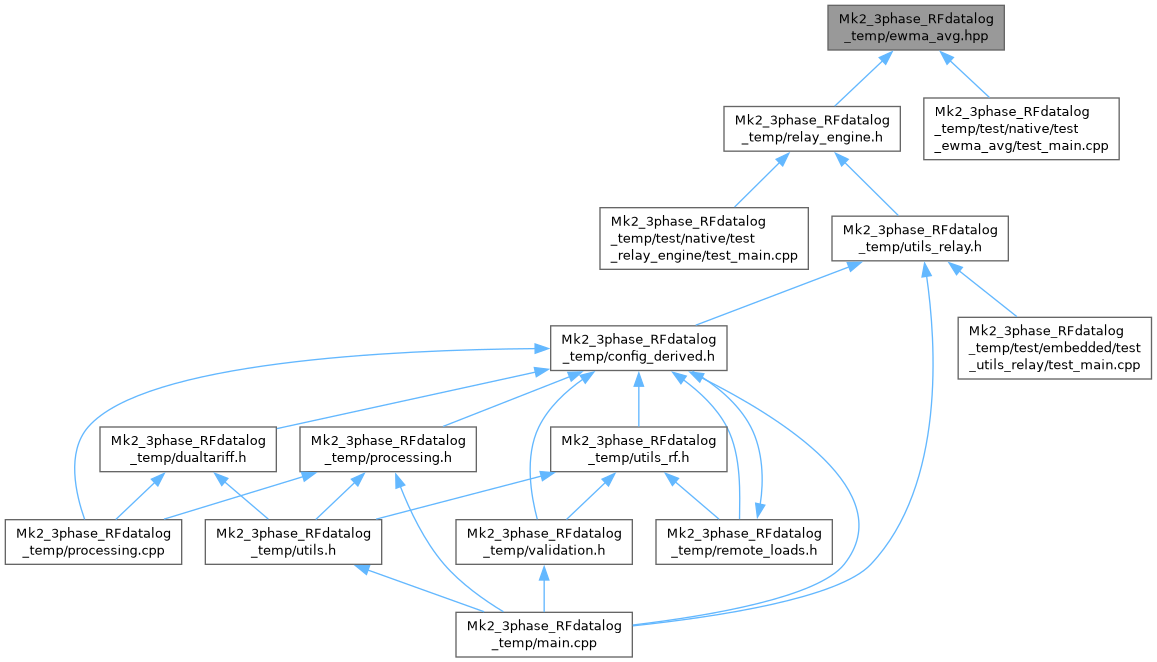 Mk2_3phase_RFdatalog
_temp/ewma_avg.hpp
Mk2_3phase_RFdatalog
_temp/relay_engine.h
Mk2_3phase_RFdatalog
_temp/test/native/test
_ewma_avg/test_main.cpp
Mk2_3phase_RFdatalog
_temp/test/native/test
_relay_engine/test_main.cpp
Mk2_3phase_RFdatalog
_temp/utils_relay.h
Mk2_3phase_RFdatalog
_temp/config_derived.h
Mk2_3phase_RFdatalog
_temp/test/embedded/test
_utils_relay/test_main.cpp
Mk2_3phase_RFdatalog
_temp/dualtariff.h
Mk2_3phase_RFdatalog
_temp/processing.h
Mk2_3phase_RFdatalog
_temp/utils_rf.h
Mk2_3phase_RFdatalog
_temp/processing.cpp
Mk2_3phase_RFdatalog
_temp/utils.h
Mk2_3phase_RFdatalog
_temp/validation.h
Mk2_3phase_RFdatalog
_temp/remote_loads.h
Mk2_3phase_RFdatalog
_temp/main.cpp